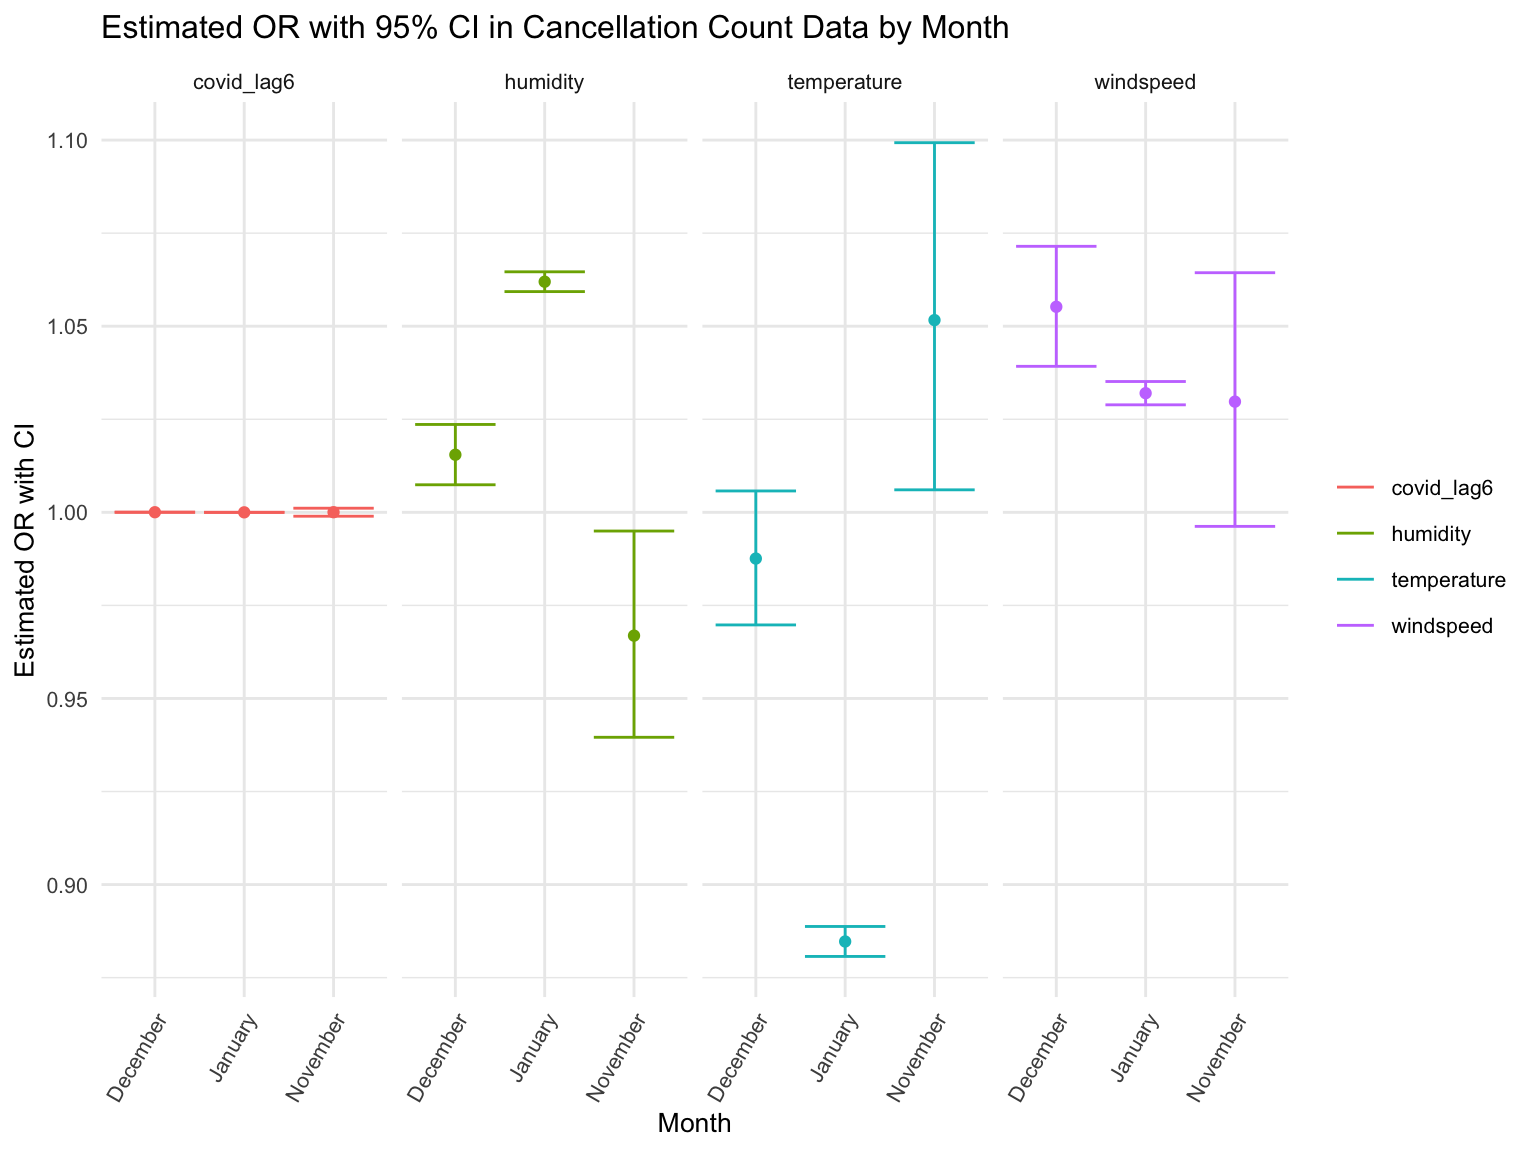 Estimated OR with 95% CI in Cancellation Count Data by Month
covid_lag6
humidity
temperature
windspeed
Estimated OR with CI
1.10
1.05
1.00
0.95
0.90
December
January
November
December
January
November
December
January
November
December
January
November
Month
covid_lag6
humidity
temperature
windspeed